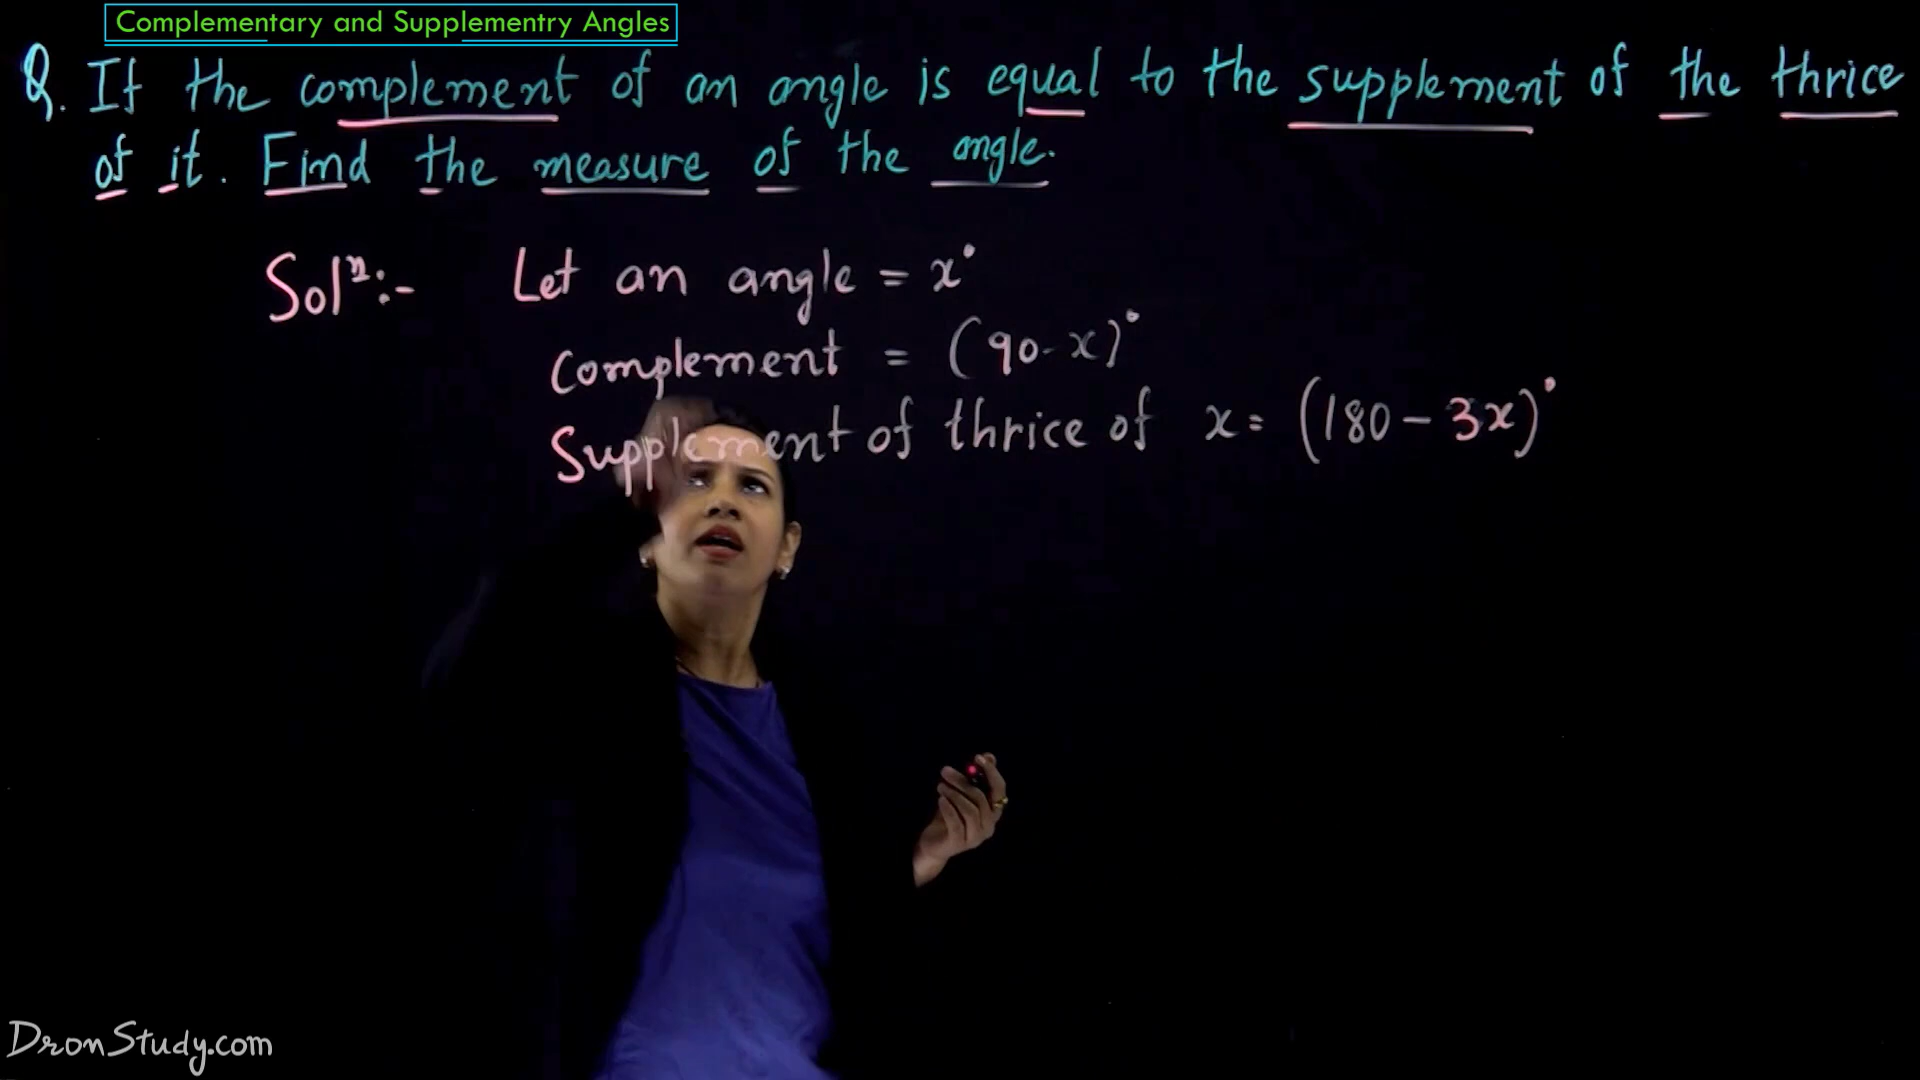 Complementary and Supplementry Angles
Q. If the complement of an angle is equal to the supplement of the thrice
of it. Find the measure of the angle.
Solⁿ:- Let an angle = x°
Complement = (90-x)°
Supplement of thrice of x = (180 - 3x)°
DronStudy.com